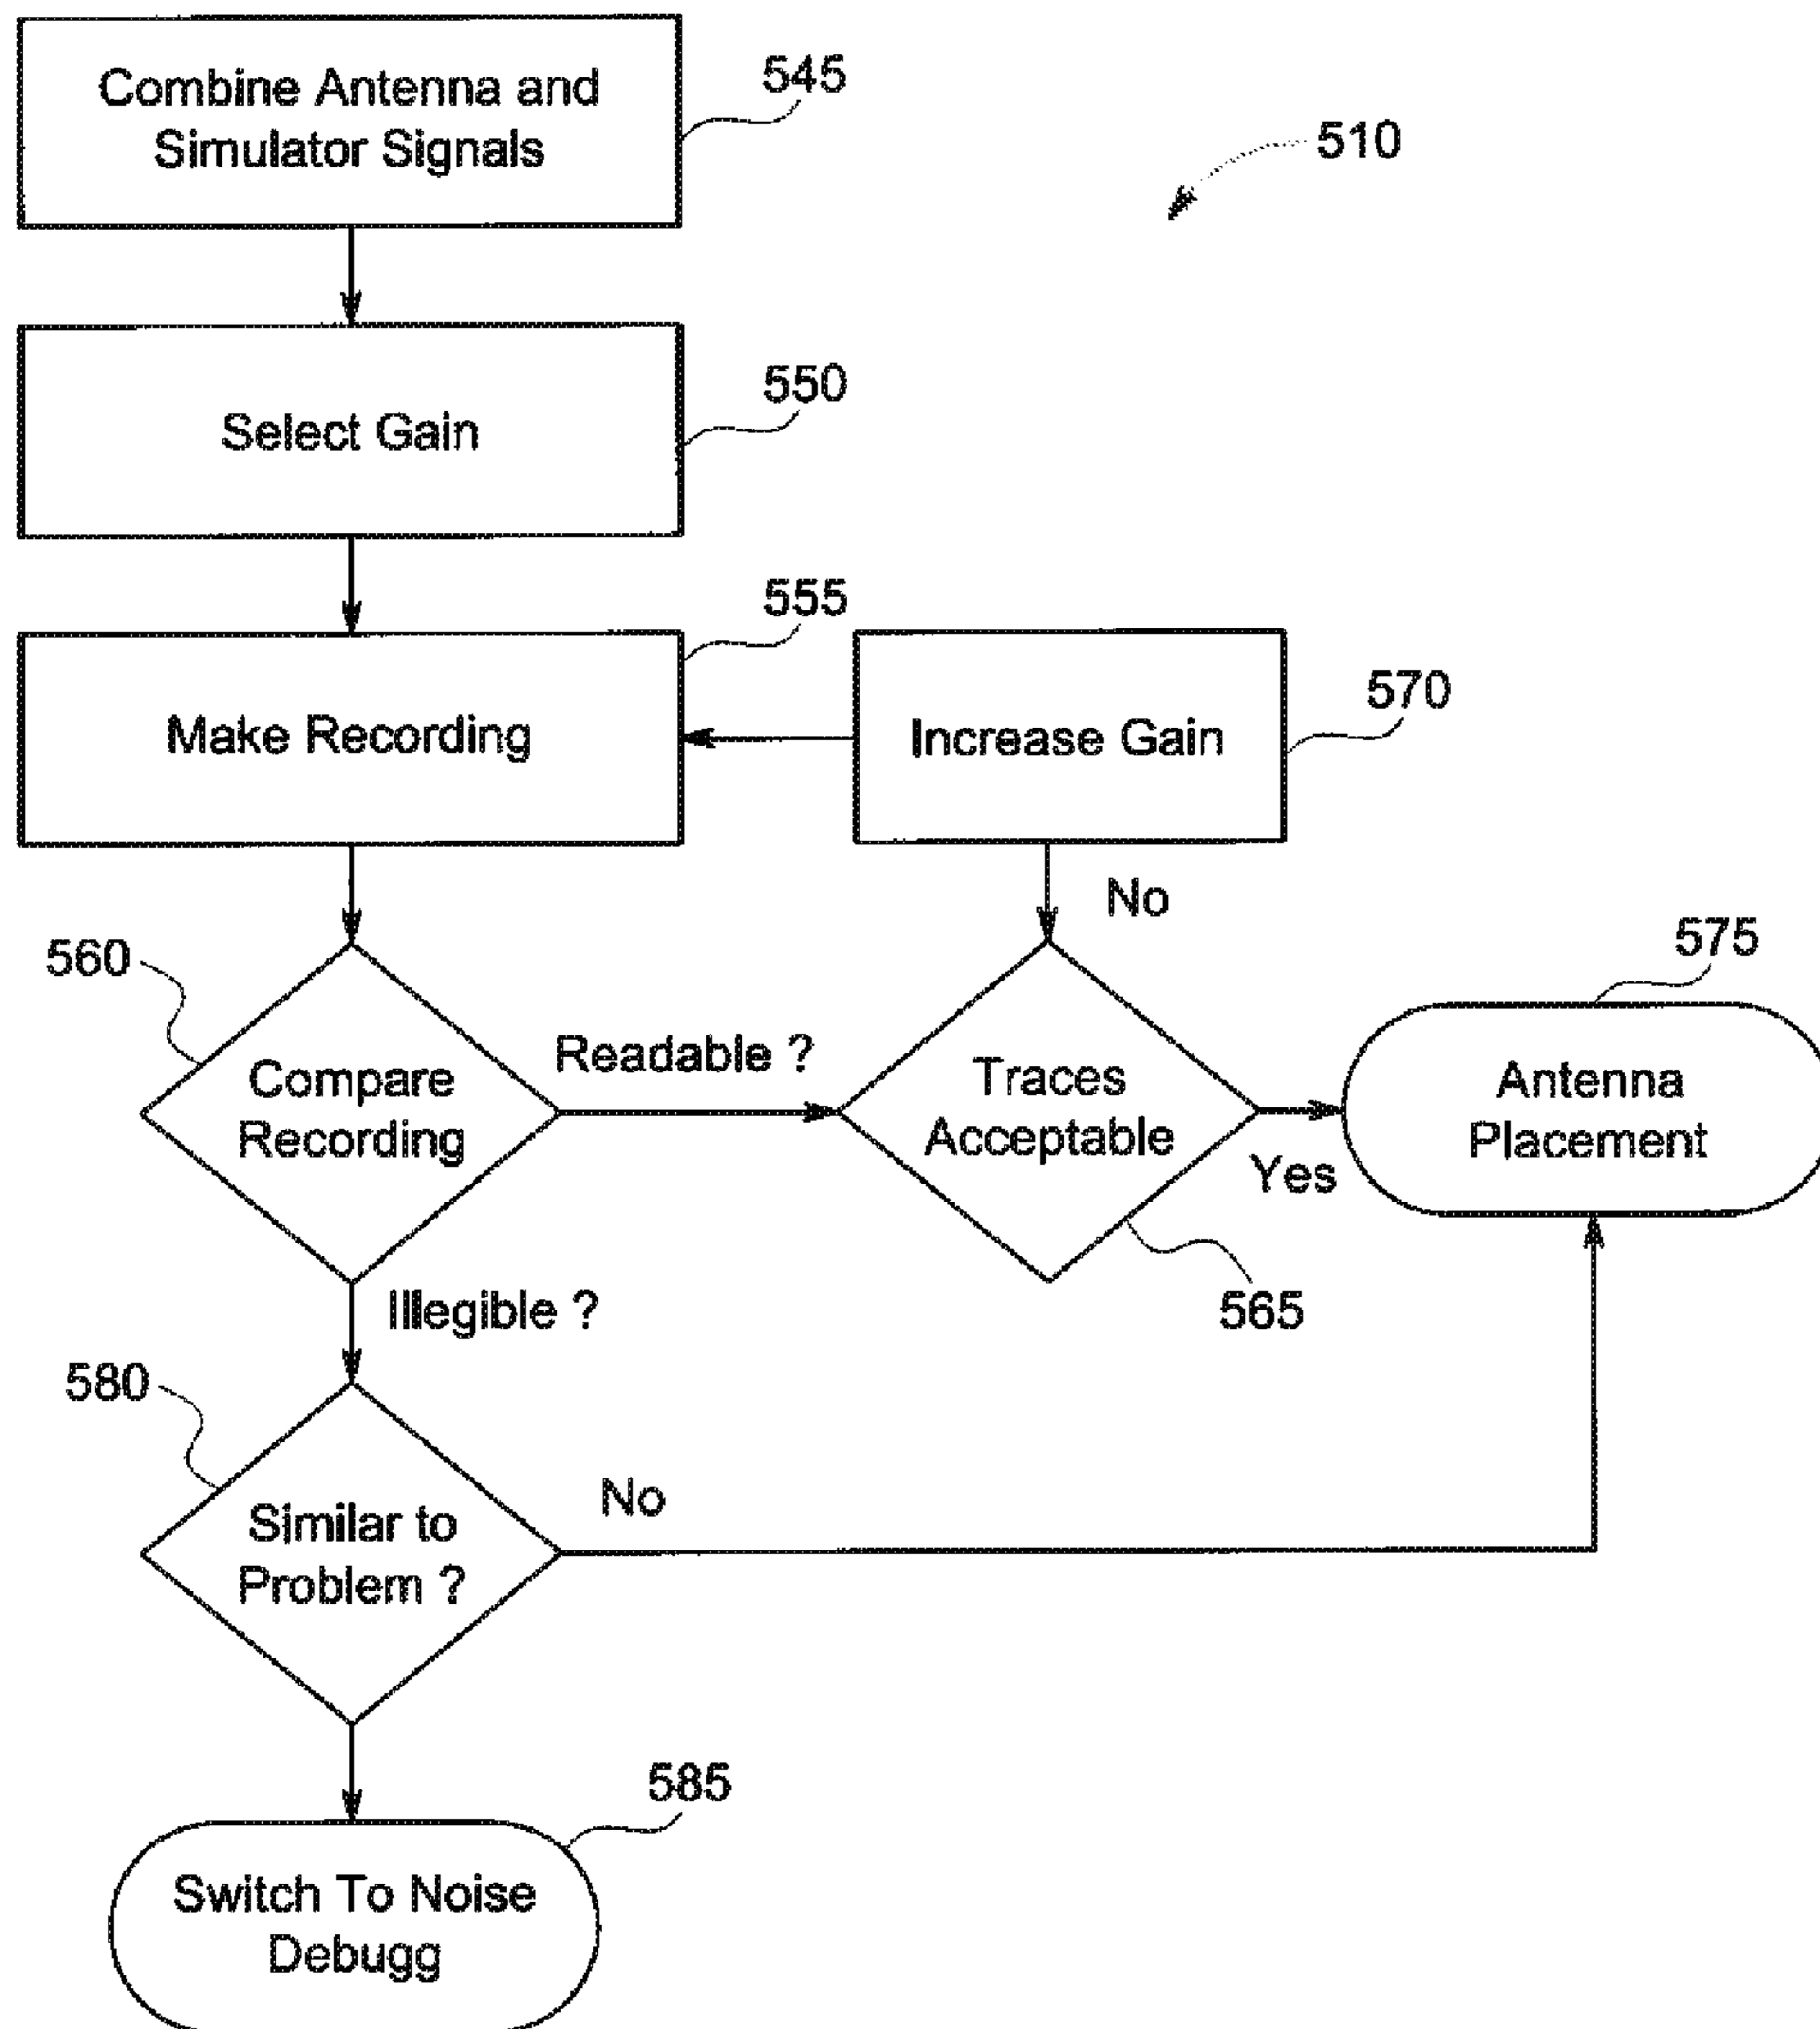 Combine Antenna and
Simulator Signals
545
510
Select Gain
550
Make Recording
555
Increase Gain
570
No
560
Compare
Recording
Readable ?
Traces
Acceptable
Yes
565
575
Antenna
Placement
Illegible ?
580
Similar to
Problem ?
No
585
Switch To Noise
Debugg